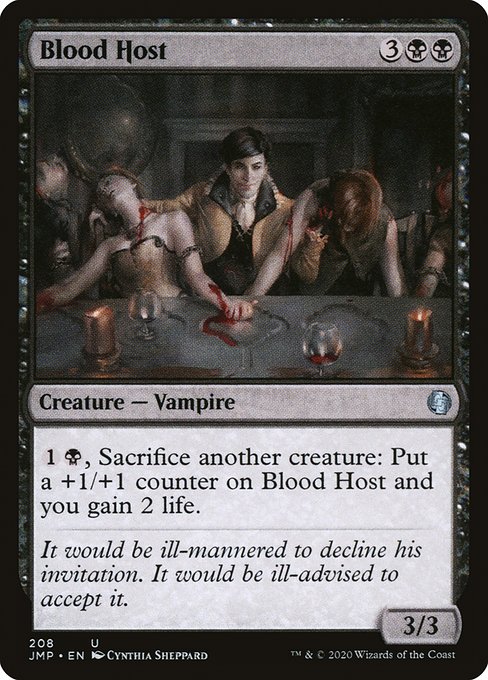 Blood Host 3
Creature — Vampire
1 , Sacrifice another creature: Put
a +1/+1 counter on Blood Host and
you gain 2 life.
It would be ill-mannered to decline his
invitation. It would be ill-advised to
accept it.
3/3
208 U
JMP • EN Cynthia Sheppard ™ & © 2020 Wizards of the Coast